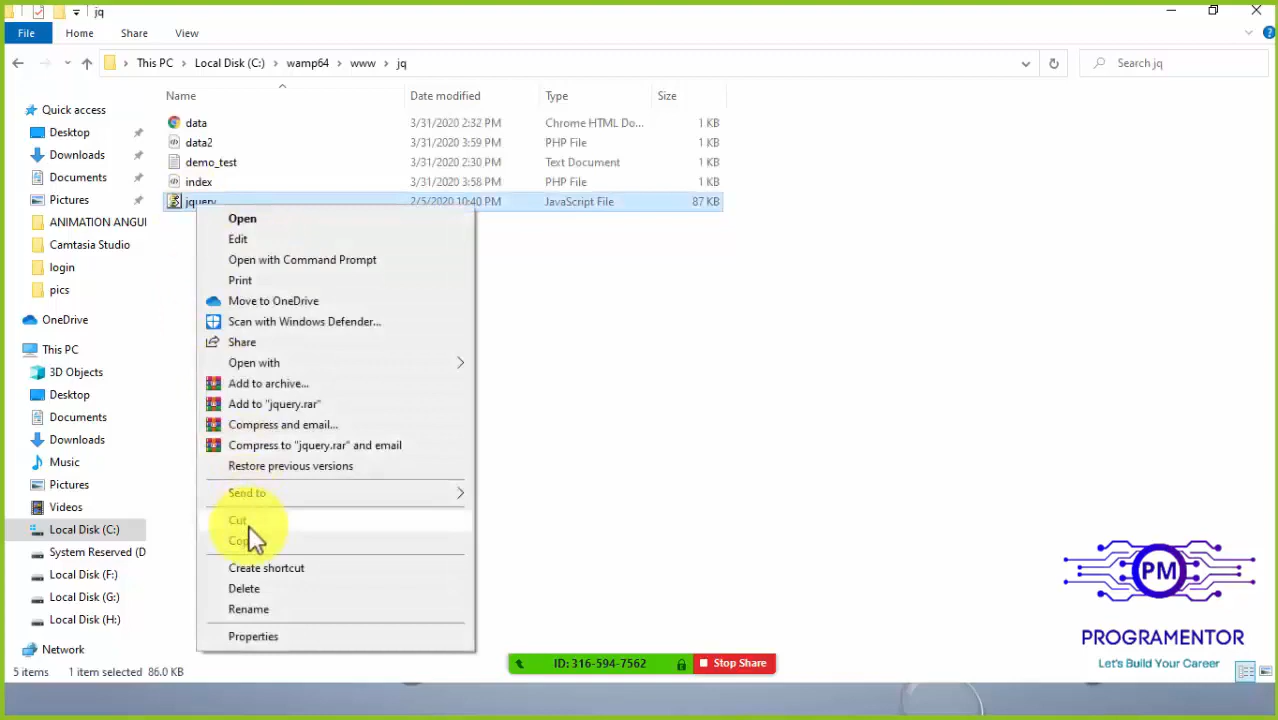 jq
File Home Share View
This PC Local Disk (C:) wamp64 www jq
Search jq
Name Date modified Type Size
Quick access
Desktop
Downloads
Documents
Pictures
ANIMATION ANGUI
Camtasia Studio
login
pics
OneDrive
This PC
3D Objects
Desktop
Documents
Downloads
Music
Pictures
Videos
Local Disk (C:)
System Reserved (D
Local Disk (F:)
Local Disk (G:)
Local Disk (H:)
Network
data 3/31/2020 2:32 PM Chrome HTML Do... 1 KB
data2 3/31/2020 3:59 PM PHP File 1 KB
demo_test 3/31/2020 2:30 PM Text Document 1 KB
index 3/31/2020 3:58 PM PHP File 1 KB
jquery 2/5/2020 10:40 PM JavaScript File 87 KB
Open
Edit
Open with Command Prompt
Print
Move to OneDrive
Scan with Windows Defender...
Share
Open with
Add to archive...
Add to "jquery.rar"
Compress and email...
Compress to "jquery.rar" and email
Restore previous versions
Send to
Cut
Copy
Create shortcut
Delete
Rename
Properties
PM
PROGRAMENTOR
Let's Build Your Career
ID: 316-594-7562 Stop Share
5 items 1 item selected 86.0 KB